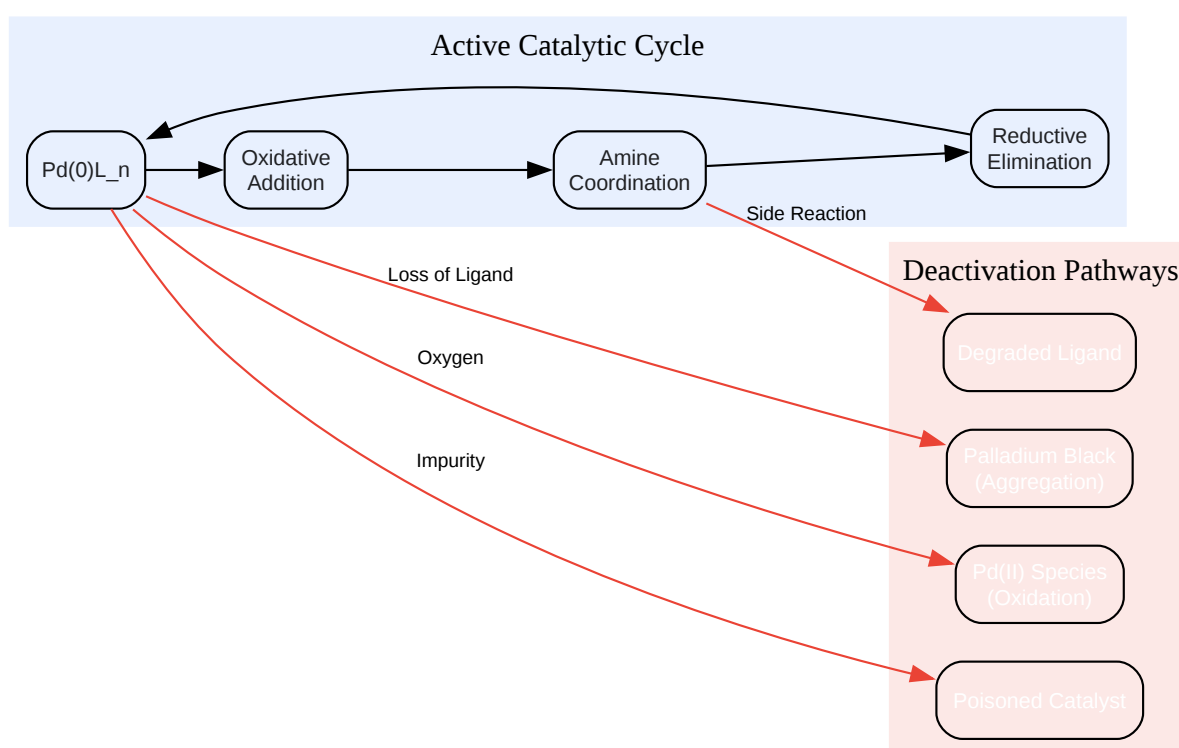 Active Catalytic Cycle
Pd(0)L_n
Oxidative
Addition
Amine
Coordination
Reductive
Elimination
Side Reaction
Loss of Ligand
Oxygen
Impurity
Deactivation Pathways
Degraded Ligand
Palladium Black
(Aggregation)
Pd(II) Species
(Oxidation)
Poisoned Catalyst